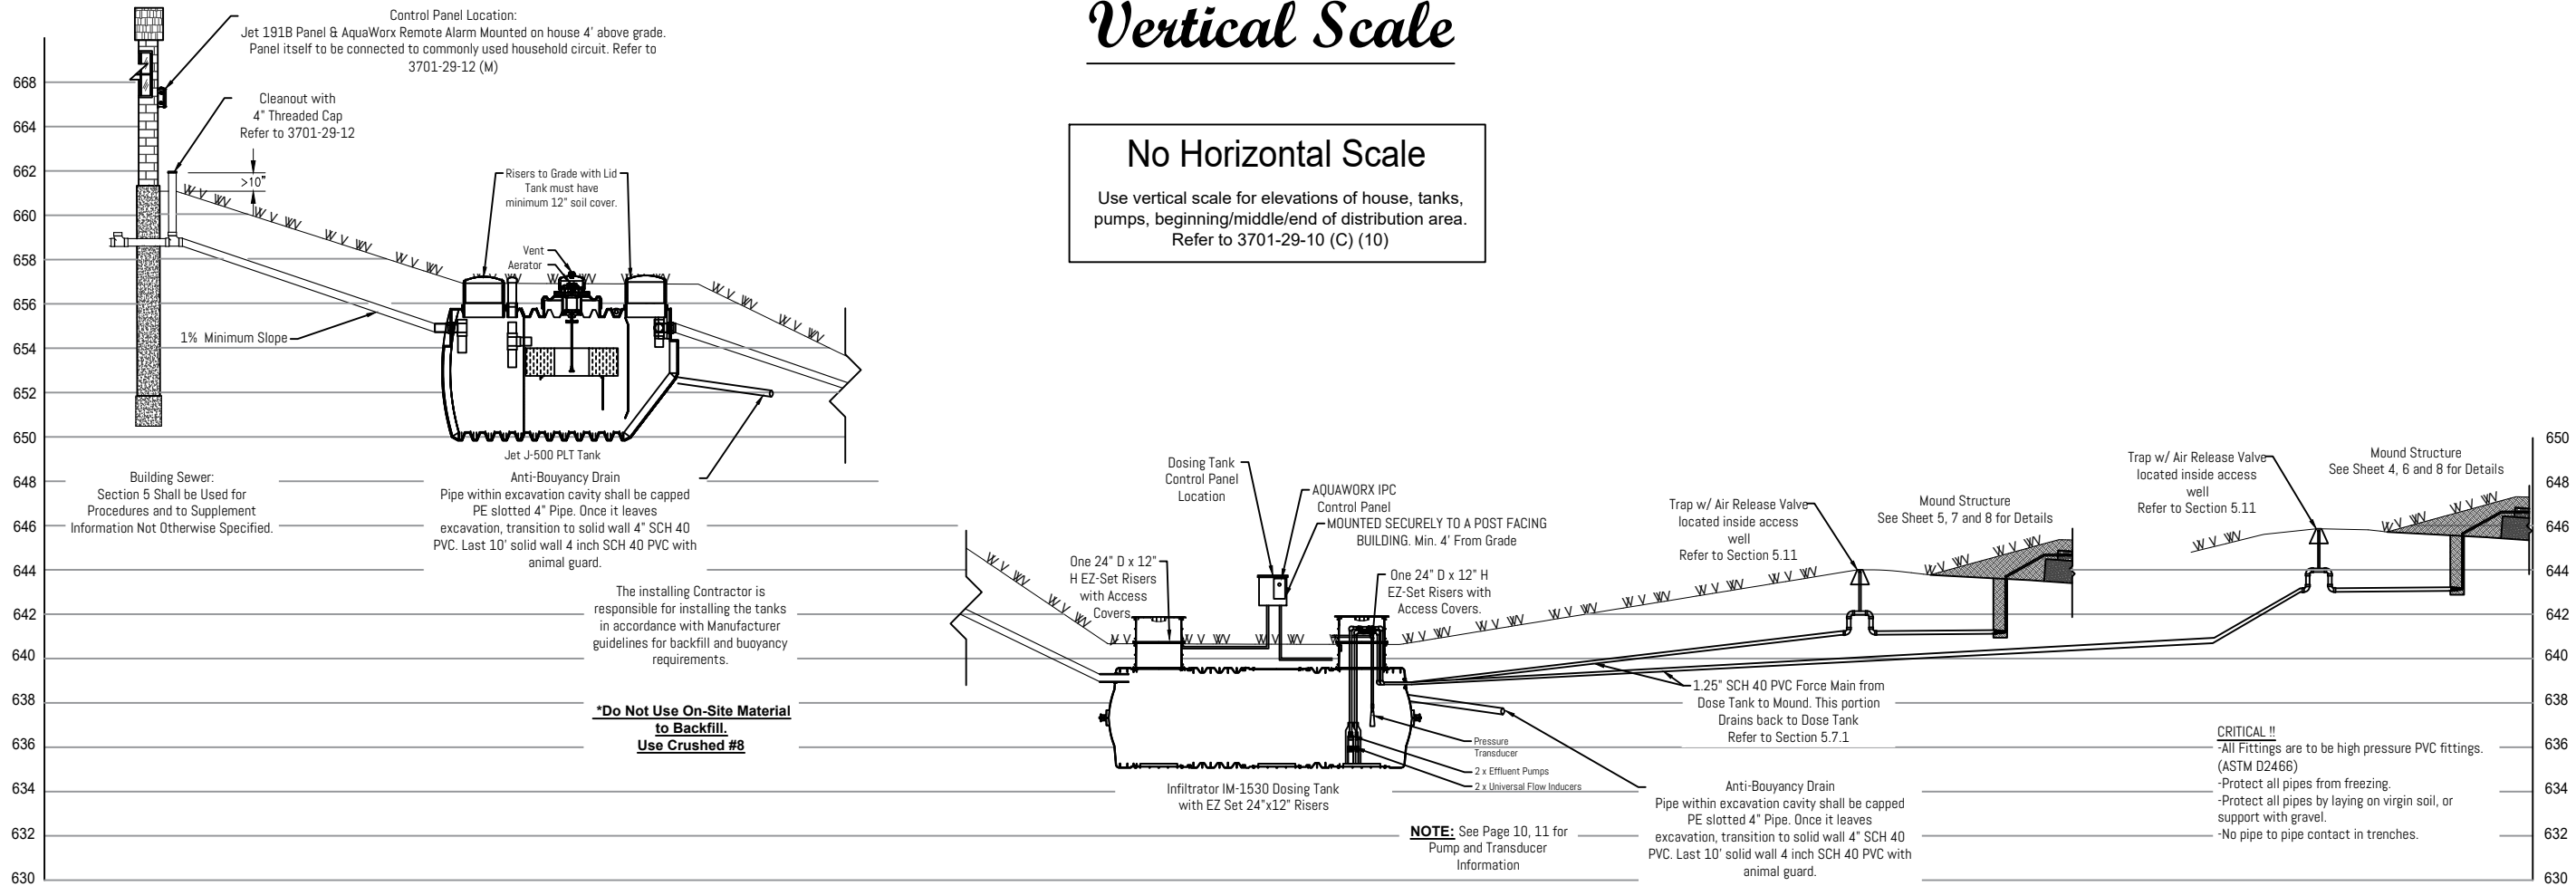 Vertical Scale
No Horizontal Scale
Use vertical scale for elevations of house, tanks,
pumps, beginning/middle/end of distribution area.
Refer to 3701-29-10 (C) (10)
Control Panel Location:
Jet 191B Panel & AquaWorx Remote Alarm Mounted on house 4' above grade.
Panel itself to be connected to commonly used household circuit. Refer to
3701-29-12 (M)
Cleanout with
4" Threaded Cap
Refer to 3701-29-12
>10"
Risers to Grade with Lid
Tank must have
minimum 12" soil cover.
Vent
Aerator
1% Minimum Slope
Jet J-500 PLT Tank
668
664
664
662
660
658
656
654
652
650
648
646
644
642
640
638
636
634
632
630
Building Sewer:
Section 5 Shall be Used for
Procedures and to Supplement
Information Not Otherwise Specified.
Anti-Bouyancy Drain
Pipe within excavation cavity shall be capped
PE slotted 4" Pipe. Once it leaves
excavation, transition to solid wall 4" SCH 40
PVC. Last 10' solid wall 4 inch SCH 40 PVC with
animal guard.
The installing Contractor is
responsible for installing the tanks
in accordance with Manufacturer
guidelines for backfill and buoyancy
requirements.
*Do Not Use On-Site Material
to Backfill.
Use Crushed #8
Dosing Tank
Control Panel
Location
AQUAWORX IPC
Control Panel
MOUNTED SECURELY TO A POST FACING
BUILDING. Min. 4' From Grade
One 24" D x 12"
H EZ-Set Risers
with Access
Covers.
One 24" D x 12" H
EZ-Set Risers with
Access Covers.
Trap w/ Air Release Valve
located inside access
well
Refer to Section 5.11
Mound Structure
See Sheet 5, 7 and 8 for Details
Trap w/ Air Release Valve
located inside access
well
Refer to Section 5.11
Mound Structure
See Sheet 4, 6 and 8 for Details
1.25" SCH 40 PVC Force Main from
Dose Tank to Mound. This portion
Drains back to Dose Tank
Refer to Section 5.7.1
Pressure
Transducer
2 x Effluent Pumps
2 x Universal Flow Inducers
Infiltrator IM-1530 Dosing Tank
with EZ Set 24"x12" Risers
NOTE: See Page 10, 11 for
Pump and Transducer
Information
Anti-Bouyancy Drain
Pipe within excavation cavity shall be capped
PE slotted 4" Pipe. Once it leaves
excavation, transition to solid wall 4" SCH 40
PVC. Last 10' solid wall 4 inch SCH 40 PVC with
animal guard.
CRITICAL !!
-All Fittings are to be high pressure PVC fittings.
(ASTM D2466)
-Protect all pipes from freezing.
-Protect all pipes by laying on virgin soil, or
support with gravel.
-No pipe to pipe contact in trenches.
650
648
646
644
642
640
638
636
634
632
630